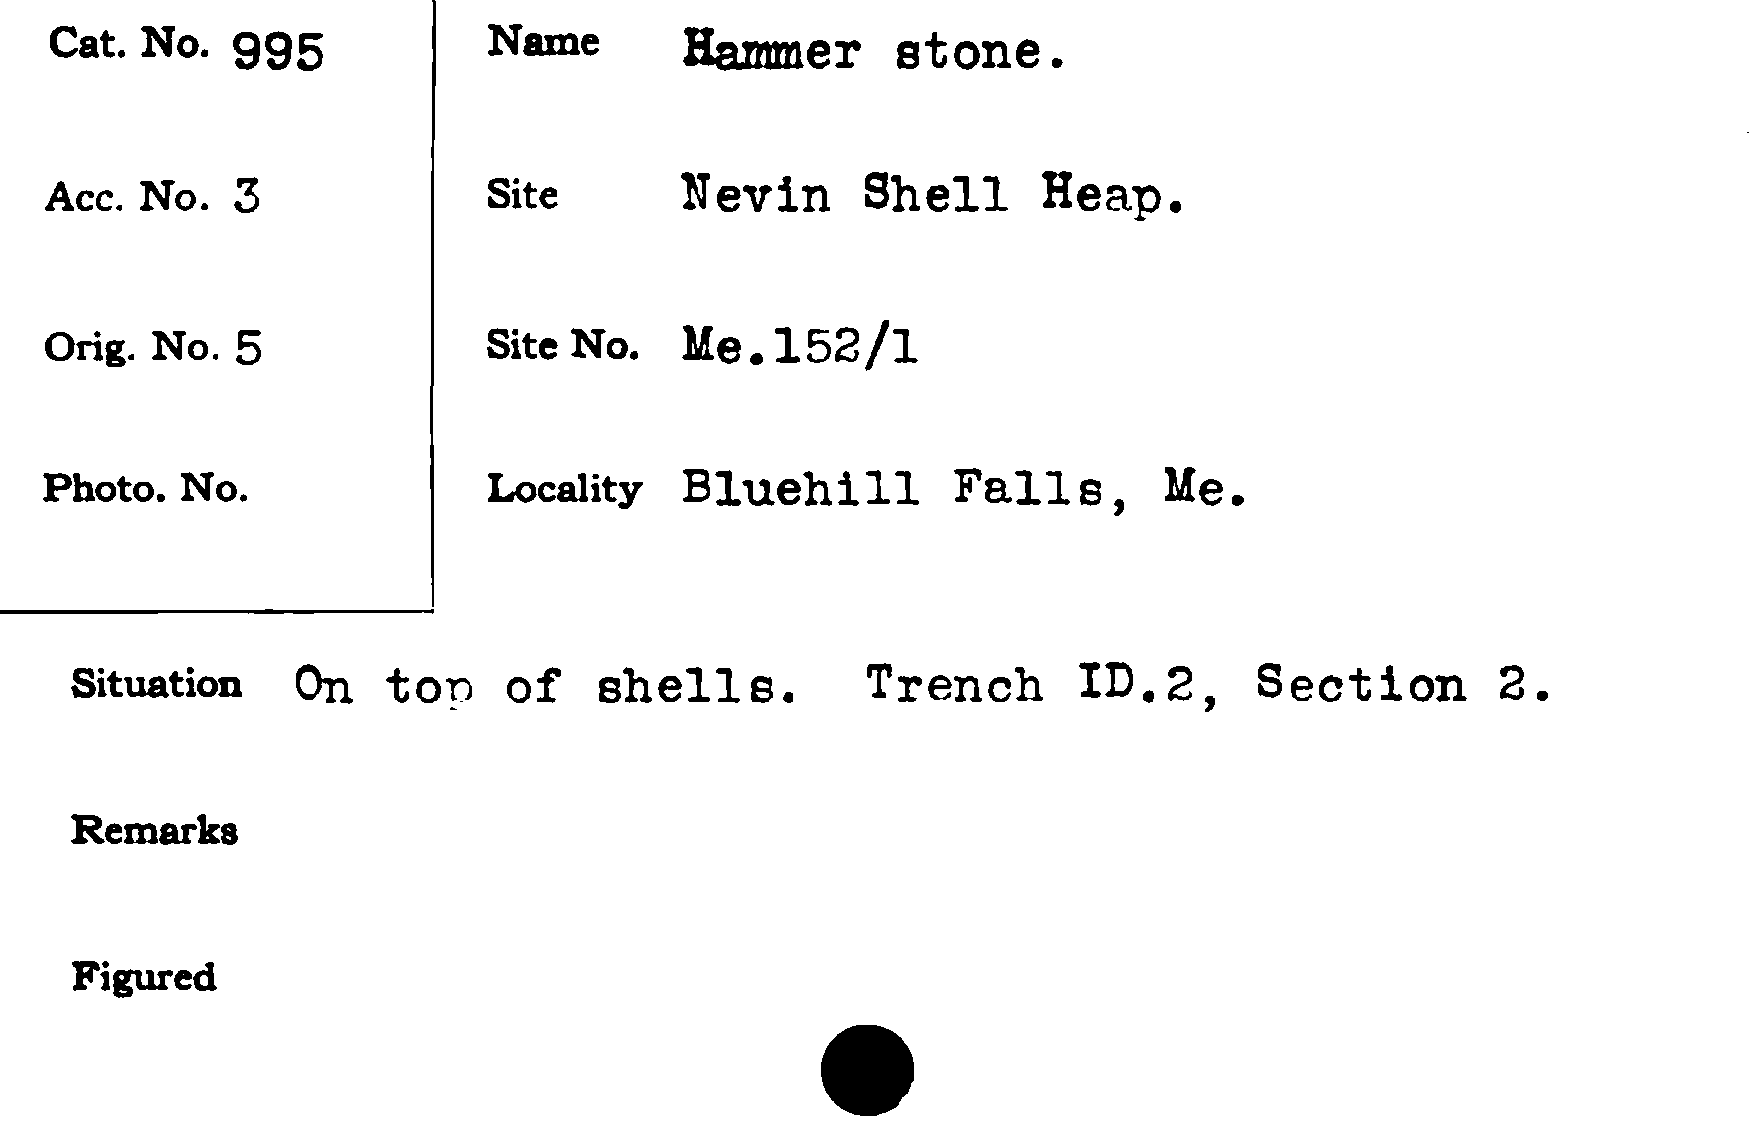 Cat. No. 995
Name Hammer stone.
Acc. No. 3
Site Nevin Shell Heap.
Orig. No. 5
Site No. Me.152/1
Photo. No.
Locality Bluehill Falls, Me.
Situation On top of shells. Trench ID.2, Section 2.
Remarks
Figured